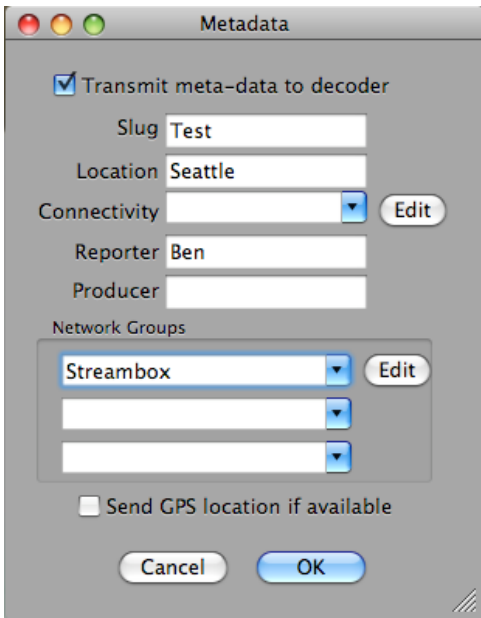 Metadata
Transmit meta-data to decoder
Slug Test
Location Seattle
Connectivity Edit
Reporter Ben
Producer
Network Groups
Streambox Edit
Send GPS location if available
Cancel OK